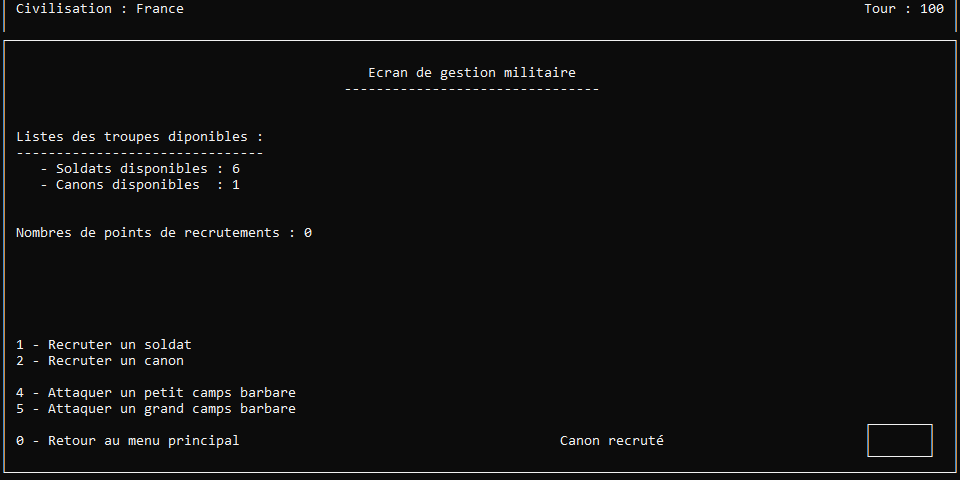 Civilisation : France Tour : 100
Ecran de gestion militaire
--------------------------------
Listes des troupes diponibles :
-------------------------------
- Soldats disponibles : 6
- Canons disponibles  : 1
Nombres de points de recrutements : 0
1 - Recruter un soldat
2 - Recruter un canon
4 - Attaquer un petit camps barbare
5 - Attaquer un grand camps barbare
0 - Retour au menu principal Canon recruté